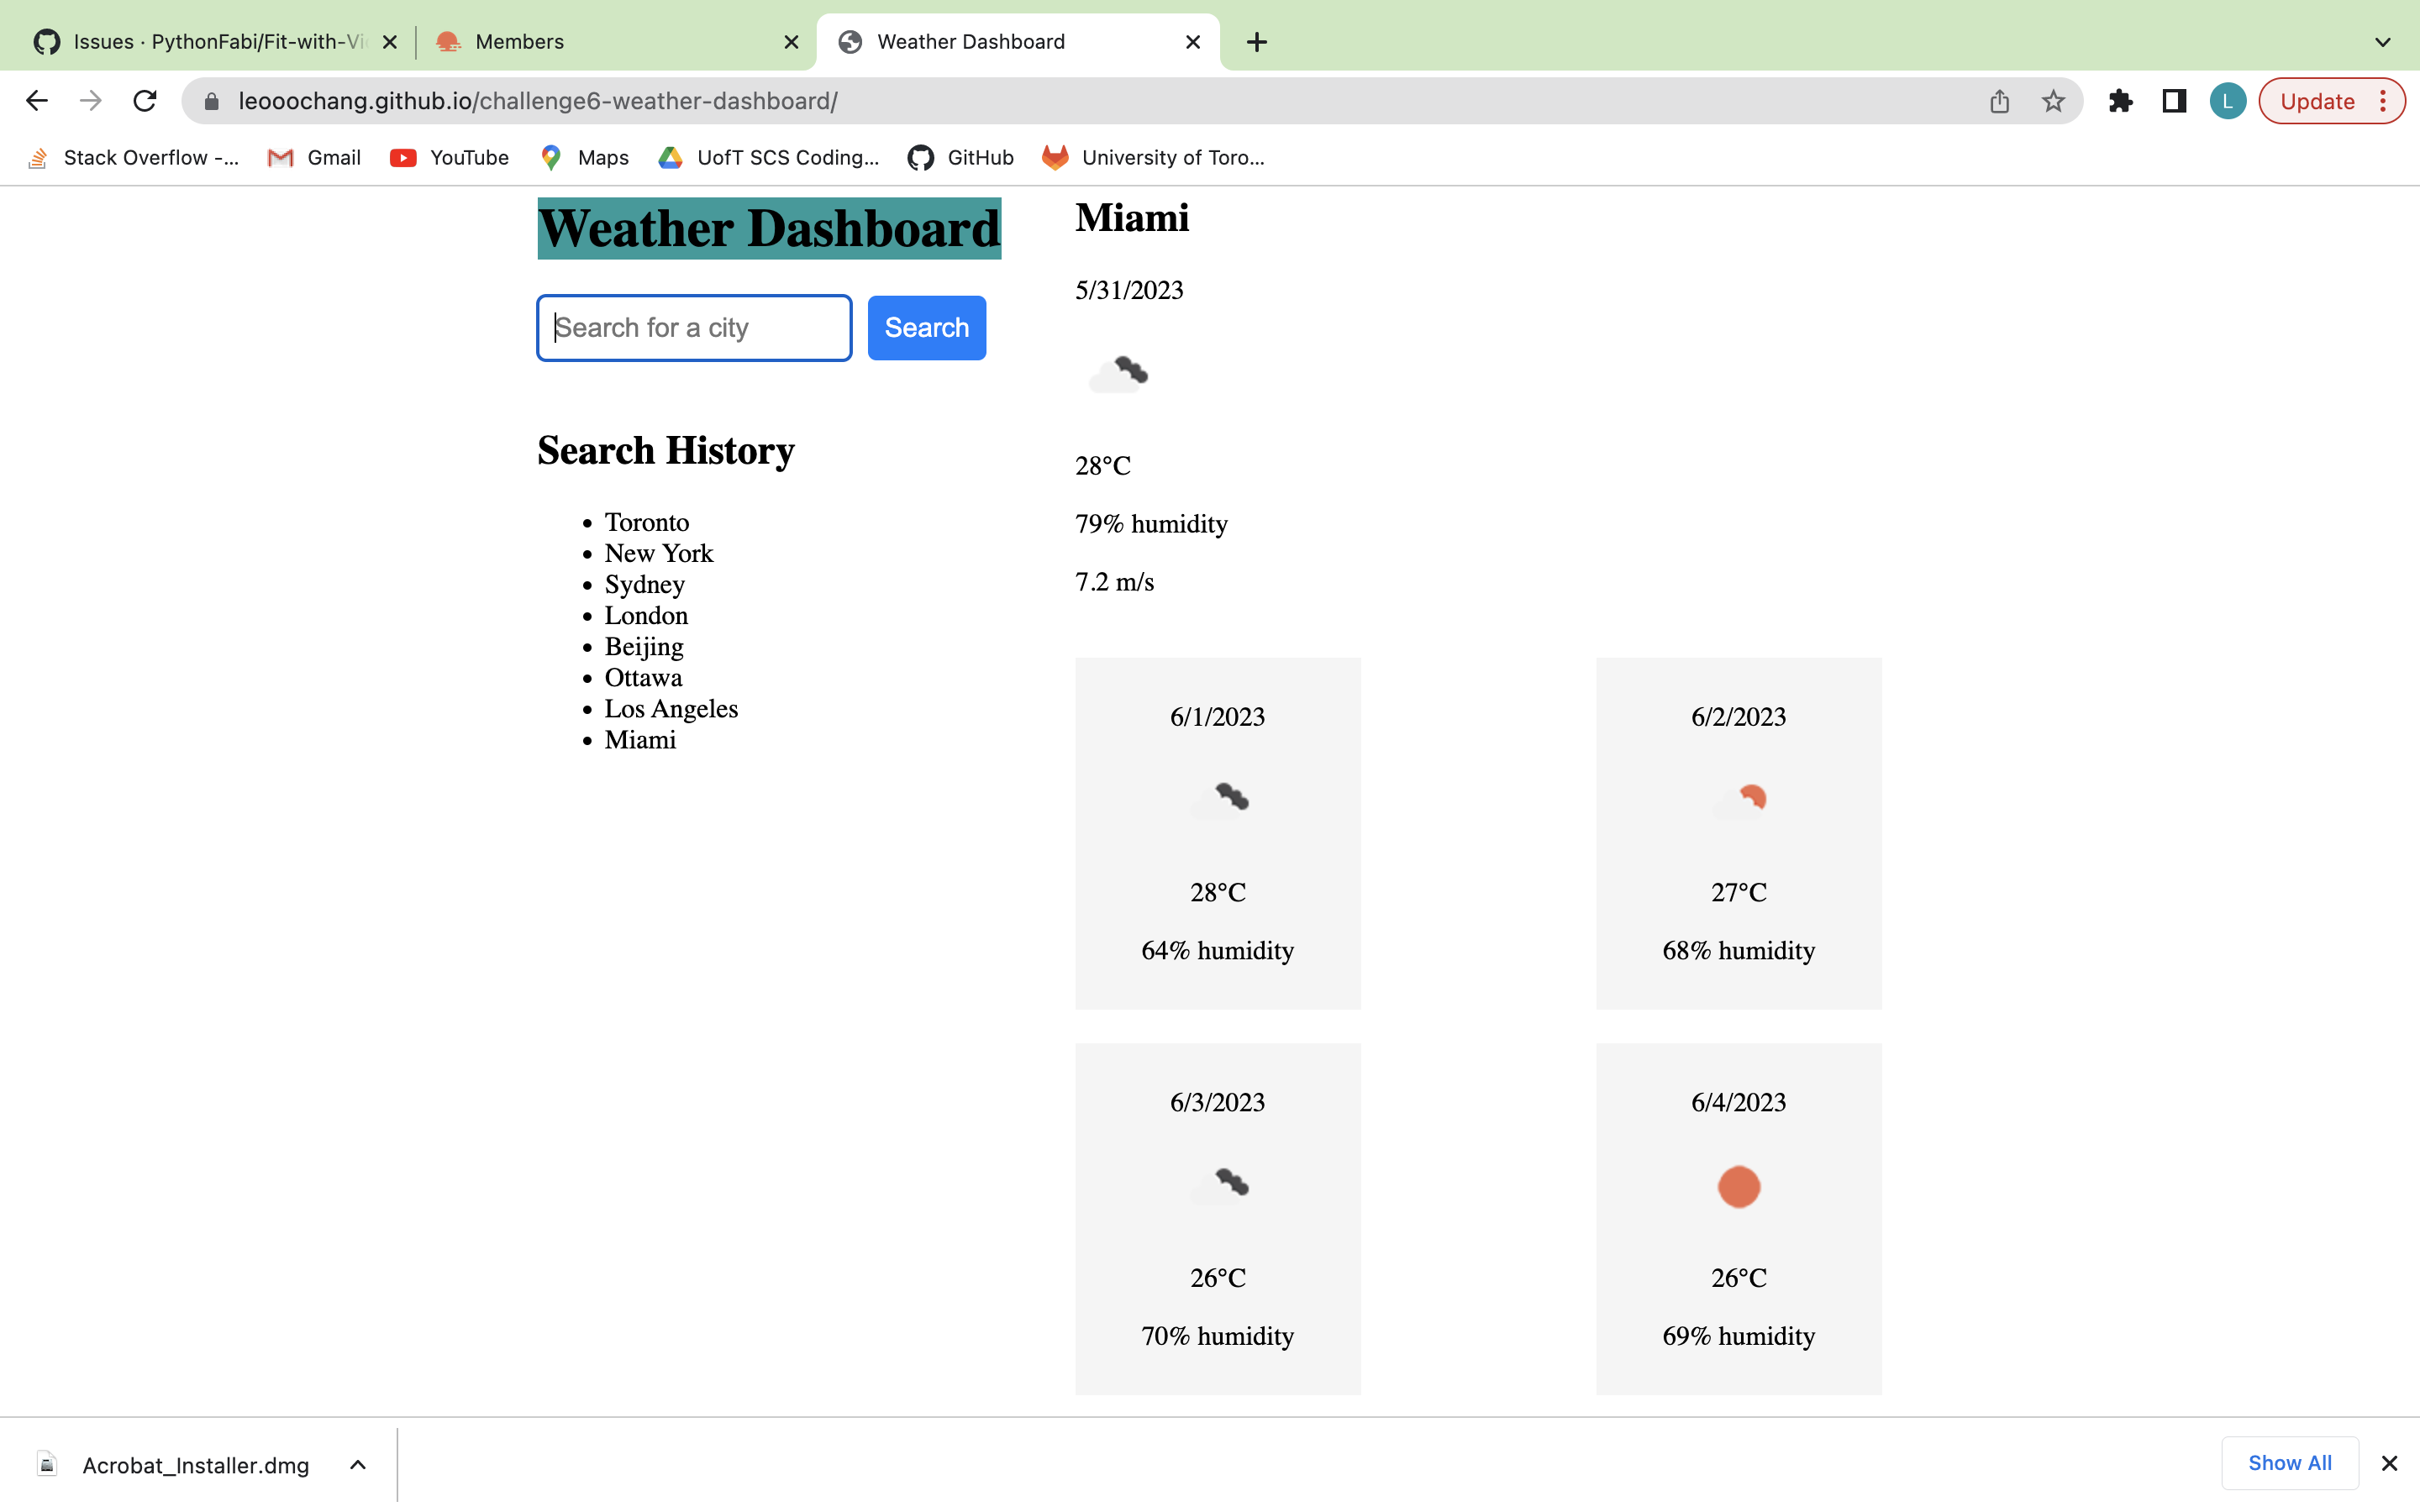 Issues · PythonFabi/Fit-with-Vi
Members
Weather Dashboard
leooochang.github.io/challenge6-weather-dashboard/
L
Update
Stack Overflow -...
Gmail
YouTube
Maps
UofT SCS Coding...
GitHub
University of Toro...
Weather Dashboard
Search for a city
Search
Search History
Toronto
New York
Sydney
London
Beijing
Ottawa
Los Angeles
Miami
Miami
5/31/2023
28°C
79% humidity
7.2 m/s
6/1/2023
28°C
64% humidity
6/2/2023
27°C
68% humidity
6/3/2023
26°C
70% humidity
6/4/2023
26°C
69% humidity
Acrobat_Installer.dmg
Show All